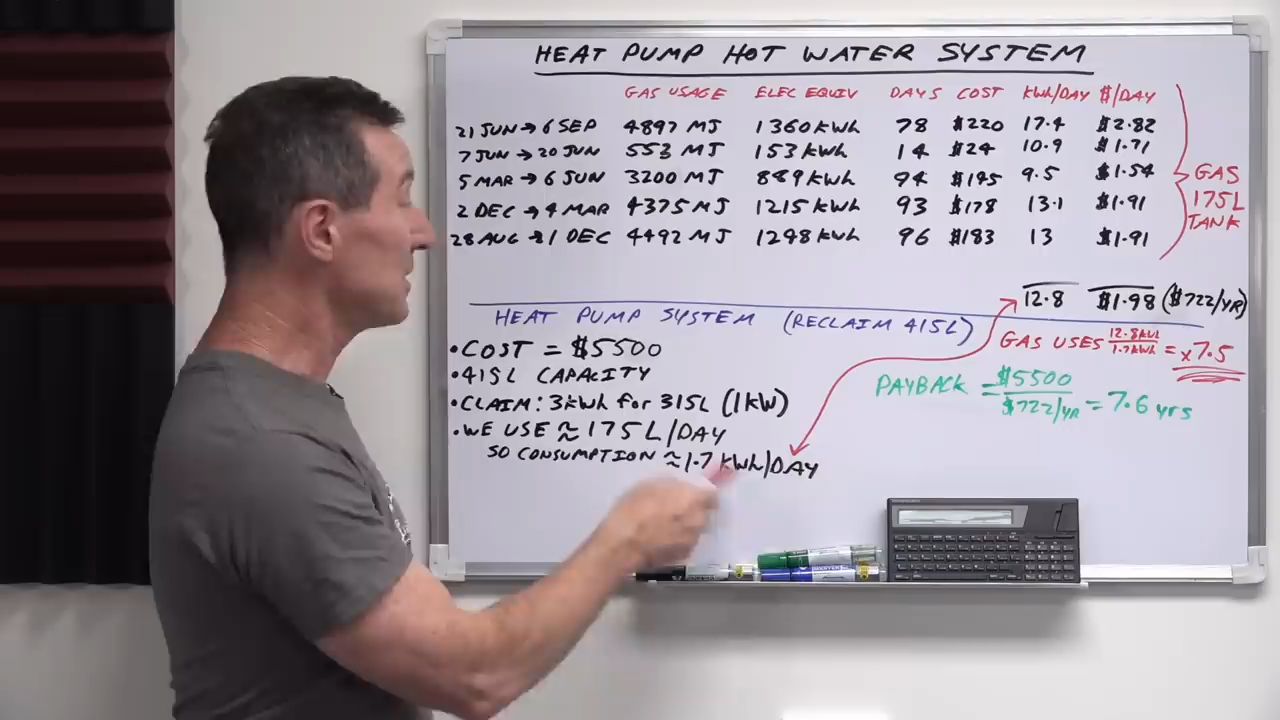 HEAT PUMP HOT WATER SYSTEM
GAS USAGE ELEC EQUIV DAYS COST KWh/DAY $/DAY
21 JUN → 6 SEP 4897 MJ 1360 KWh 78 $220 17.4 $2.82
7 JUN → 20 JUN 553 MJ 153 KWh 14 $24 10.9 $1.71
5 MAR → 6 JUN 3200 MJ 889 KWh 94 $145 9.5 $1.54
2 DEC → 4 MAR 4375 MJ 1215 KWh 93 $178 13.1 $1.91
28 AUG → 1 DEC 4492 MJ 1248 KWh 96 $183 13 $1.91
GAS
175L
TANK
12.8 $1.98 ($722/YR)
HEAT PUMP SYSTEM (RECLAIM 415L)
GAS USES 12.8KWh/1.7KWh = x7.5
• COST = $5500
• 415L CAPACITY
• CLAIM: 3kWh for 315L (1kW)
• WE USE ≈ 175 L/DAY
SO CONSUMPTION ≈ 1.7 KWh/DAY
PAYBACK = $5500/$722/YR = 7.6 yrs